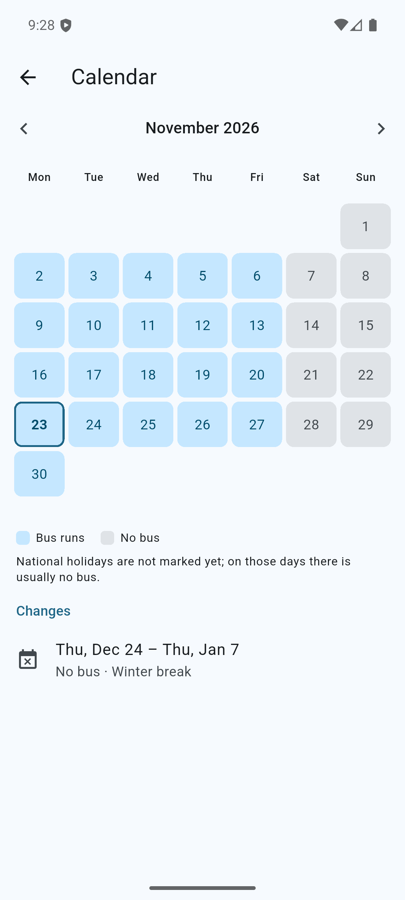 9:28
Calendar
November 2026
Mon Tue Wed Thu Fri Sat Sun
1
2 3 4 5 6 7 8
9 10 11 12 13 14 15
16 17 18 19 20 21 22
23 24 25 26 27 28 29
30
Bus runs No bus
National holidays are not marked yet; on those days there is
usually no bus.
Changes
Thu, Dec 24 – Thu, Jan 7
No bus · Winter break